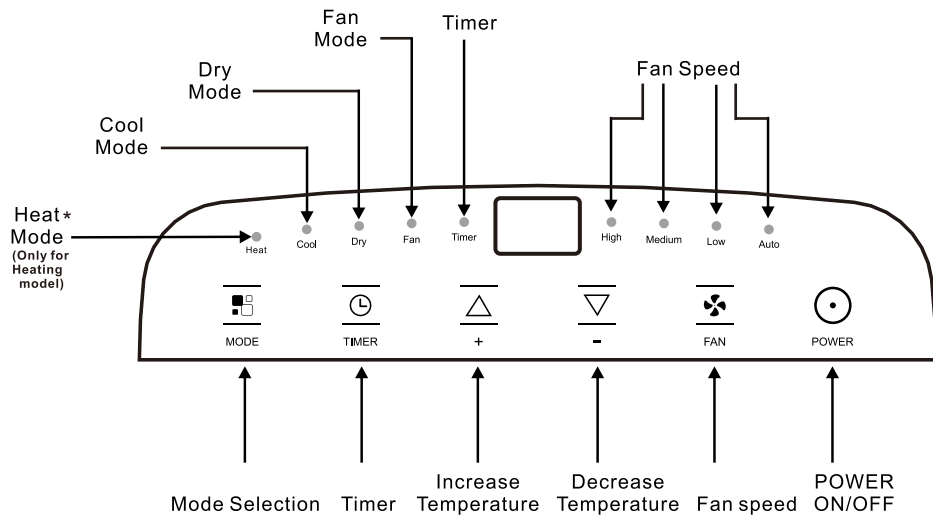 Fan
Mode
Timer
Fan Speed
Dry
Mode
Cool
Mode
Heat*
Mode
(Only for
Heating
model)
Heat
Cool
Dry
Fan
Timer
High
Medium
Low
Auto
MODE
TIMER
+
-
FAN
POWER
Mode Selection
Timer
Increase
Temperature
Decrease
Temperature
Fan speed
POWER
ON/OFF